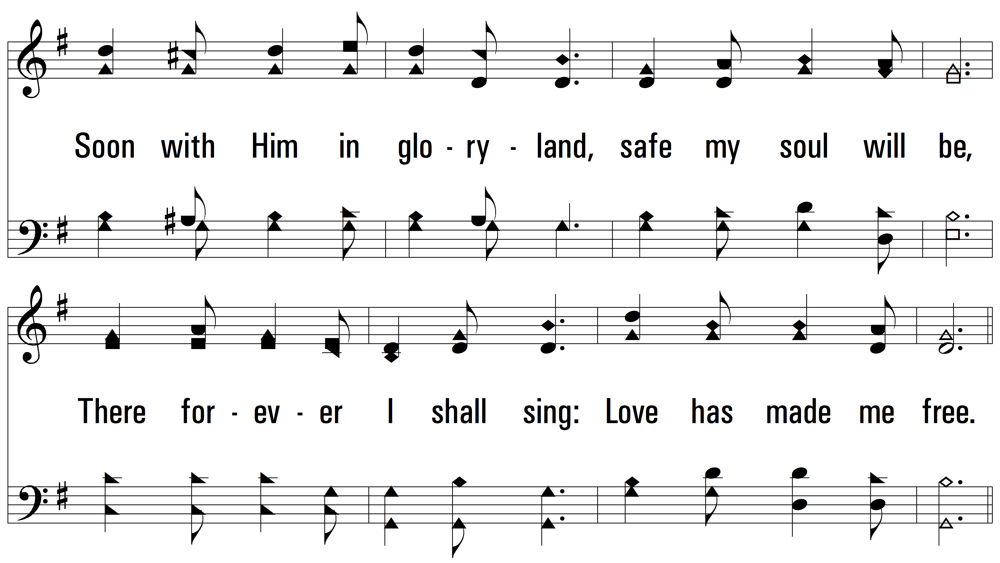 Soon with Him in glo - ry - land, safe my soul will be,
There for - ev - er I shall sing: Love has made me free.